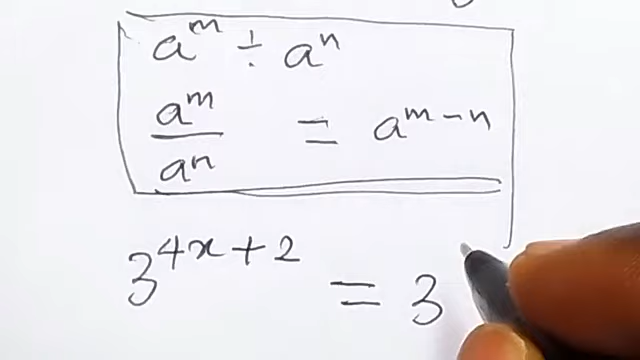 a^m ÷ a^n
a^m/a^n = a^{m-n}
3^{4x+2} = 3